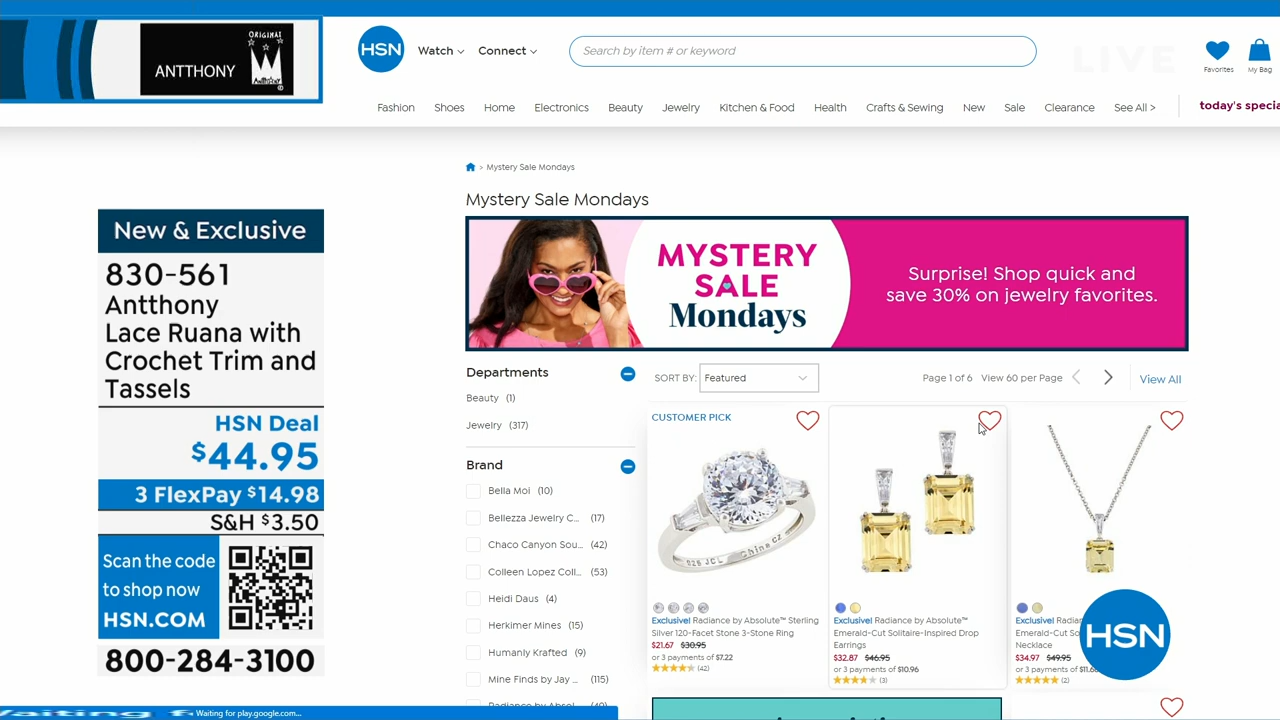 ANTTHONY
ORIGINAL
HSN
Watch
Connect
Search by item # or keyword
LIVE
Favorites
My Bag
Fashion
Shoes
Home
Electronics
Beauty
Jewelry
Kitchen & Food
Health
Crafts & Sewing
New
Sale
Clearance
See All >
today's specia
> Mystery Sale Mondays
Mystery Sale Mondays
MYSTERY
SALE
Mondays
Surprise! Shop quick and
save 30% on jewelry favorites.
New & Exclusive
830-561
Antthony
Lace Ruana with
Crochet Trim and
Tassels
HSN Deal
$44.95
3 FlexPay $14.98
S&H $3.50
Scan the code
to shop now
HSN.COM
800-284-3100
Departments
Beauty (1)
Jewelry (317)
Brand
Bella Moi (10)
Bellezza Jewelry C... (17)
Chaco Canyon Sou... (42)
Colleen Lopez Coll... (53)
Heidi Daus (4)
Herkimer Mines (15)
Humanly Krafted (9)
Mine Finds by Jay ... (115)
SORT BY: Featured
Page 1 of 6 View 60 per Page
View All
CUSTOMER PICK
925 JCL China CZ
Exclusive! Radiance by Absolute™ Sterling
Silver 120-Facet Stone 3-Stone Ring
$21.67 $30.95
or 3 payments of $7.22
(42)
Exclusive! Radiance by Absolute™
Emerald-Cut Solitaire-Inspired Drop
Earrings
$32.87 $46.95
or 3 payments of $10.96
(3)
Exclusive! Radia
Emerald-Cut So
Necklace
$34.97 $49.95
or 3 payments of
(2)
HSN
Waiting for play.google.com...